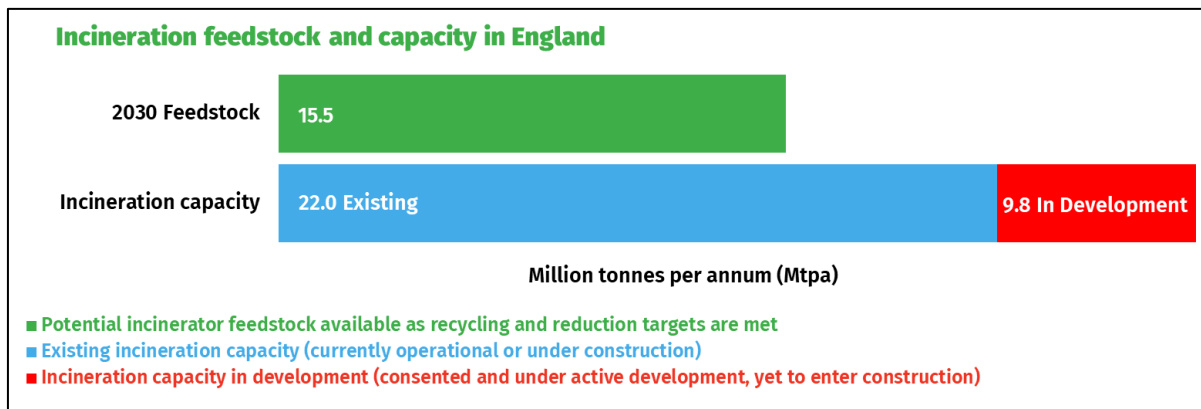 Incineration feedstock and capacity in England
2030 Feedstock
15.5
Incineration capacity
22.0 Existing
9.8 In Development
Million tonnes per annum (Mtpa)
Potential incinerator feedstock available as recycling and reduction targets are met
Existing incineration capacity (currently operational or under construction)
Incineration capacity in development (consented and under active development, yet to enter construction)